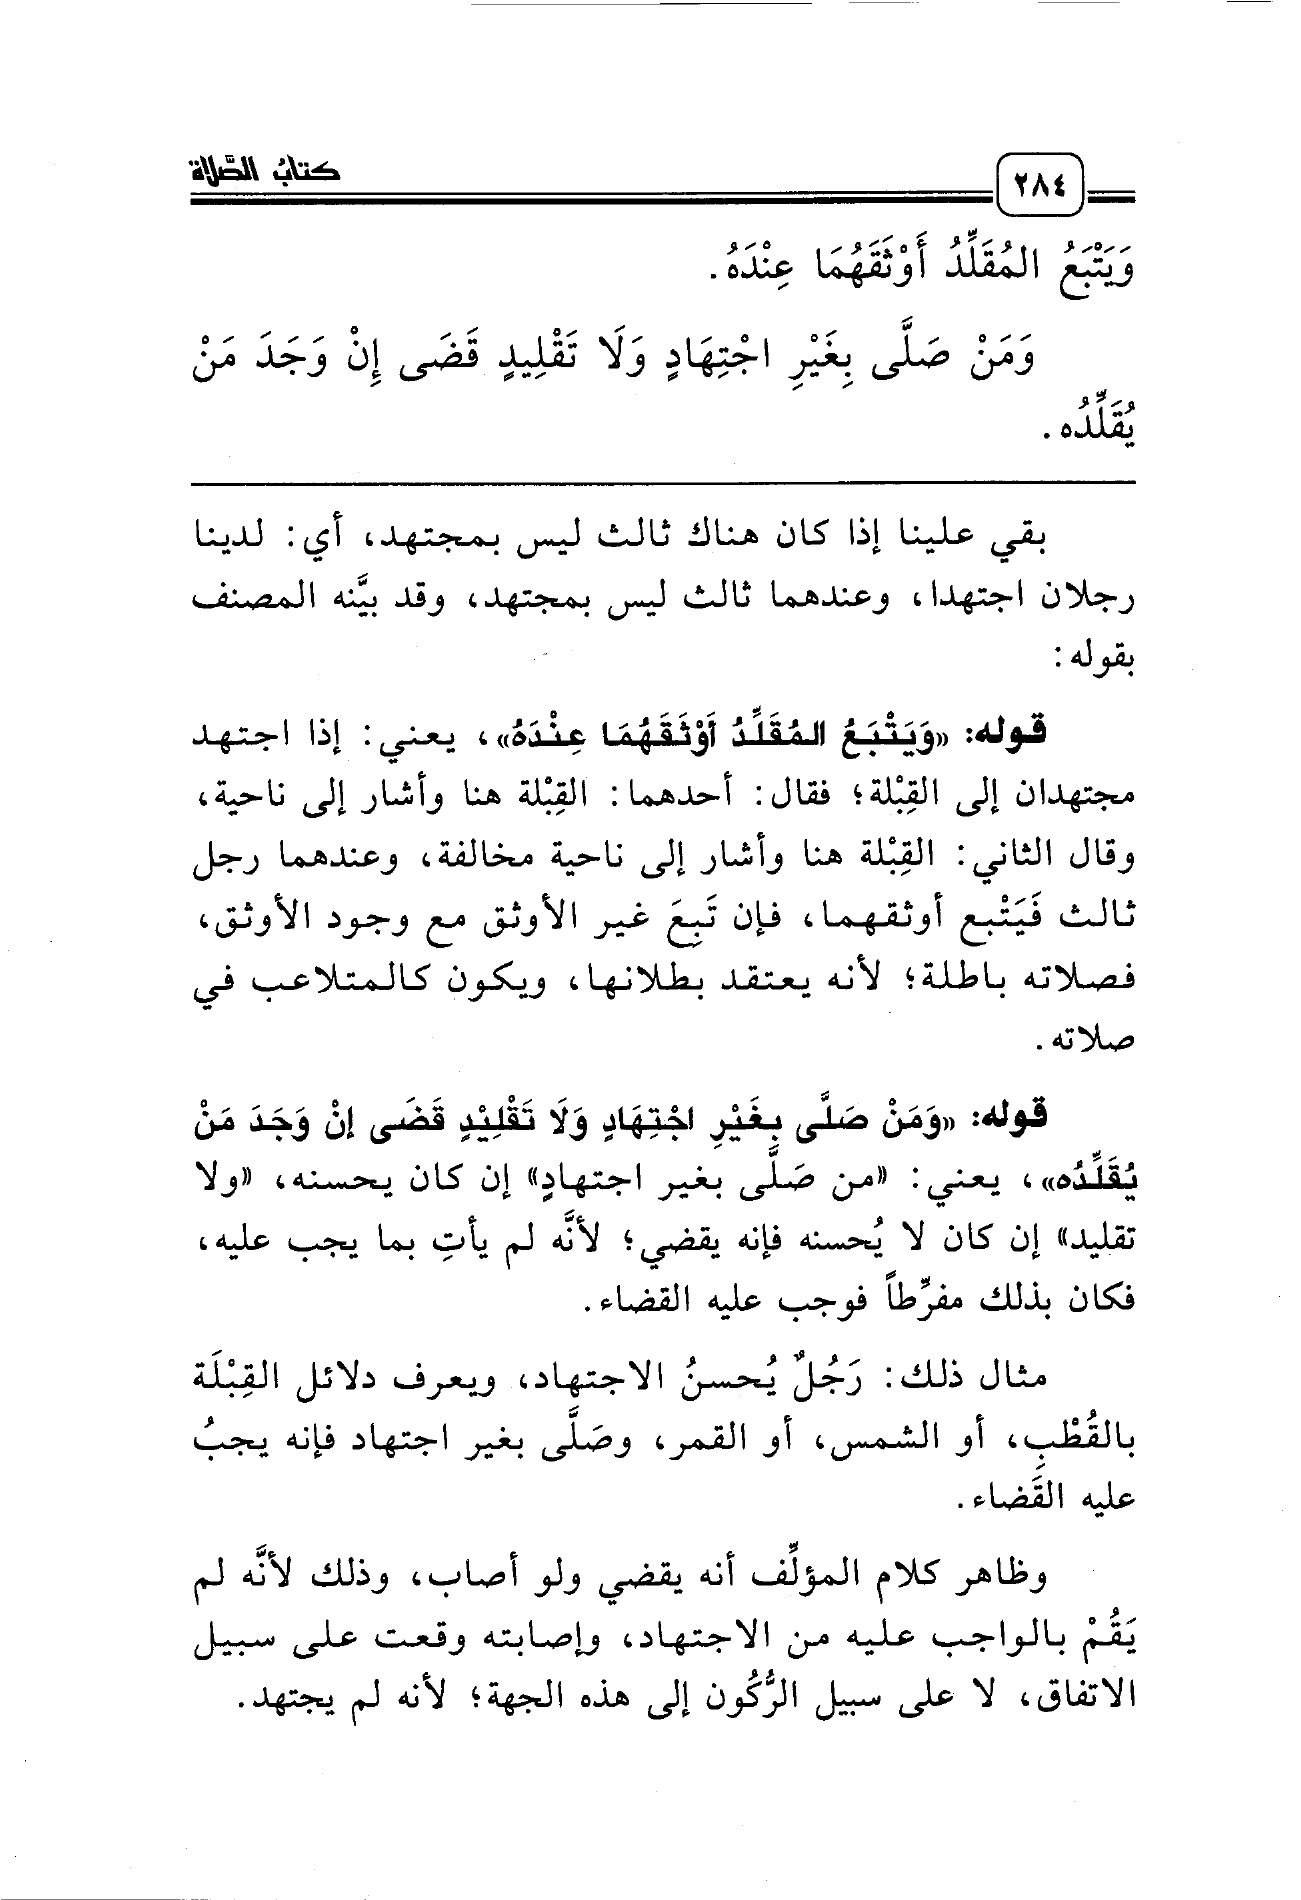 ٢٨٤ كتابُ الصَّلاة
وَيَتْبَعُ المُقَلِّدُ أَوْثَقَهُمَا عِنْدَهُ.
وَمَنْ صَلَّى بِغَيْرِ اجْتِهَادٍ وَلَا تَقْلِيدٍ قَضَى إِنْ وَجَدَ مَنْ
يُقَلِّدُه.
بقي علينا إذا كان هناك ثالث ليس بمجتهد، أي: لدينا
رجلان اجتهدا، وعندهما ثالث ليس بمجتهد، وقد بيَّنه المصنف
بقوله:
قوله: «وَيَتْبَعُ المُقَلِّدُ أوْثَقَهُمَا عِنْدَهُ»، يعني: إذا اجتهد
مجتهدان إلى القِبْلة؛ فقال: أحدهما: القِبْلة هنا وأشار إلى ناحية،
وقال الثاني: القِبْلة هنا وأشار إلى ناحية مخالفة، وعندهما رجل
ثالث فَيَتْبع أوثقهما، فإن تَبِعَ غير الأوثق مع وجود الأوثق،
فصلاته باطلة؛ لأنه يعتقد بطلانها، ويكون كالمتلاعب في
صلاته.
قوله: «وَمَنْ صَلَّى بِغَيْرِ اجْتِهَادٍ وَلَا تَقْلِيْدٍ قَضَى إنْ وَجَدَ مَنْ
يُقَلِّدُه»، يعني: «من صَلَّى بغير اجتهادٍ» إن كان يحسنه، «ولا
تقليد» إن كان لا يُحسنه فإنه يقضي؛ لأنَّه لم يأتِ بما يجب عليه،
فكان بذلك مفرِّطاً فوجب عليه القضاء.
مثال ذلك: رَجُلٌ يُحسنُ الاجتهاد، ويعرف دلائل القِبْلَة
بالقُطْبِ، أو الشمس، أو القمر، وصَلَّى بغير اجتهاد فإنه يجبُ
عليه القَضاء.
وظاهر كلام المؤلِّف أنه يقضي ولو أصاب، وذلك لأنَّه لم
يَقُمْ بالواجب عليه من الاجتهاد، وإصابته وقعت على سبيل
الاتفاق، لا على سبيل الرُّكُون إلى هذه الجهة؛ لأنه لم يجتهد.